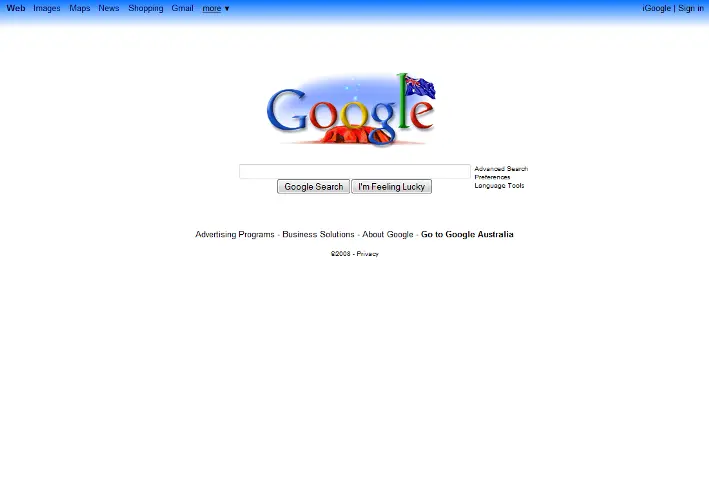 Web Images Maps News Shopping Gmail more ▼ iGoogle | Sign in
Google
Advanced Search
Preferences
Language Tools
Google Search I'm Feeling Lucky
Advertising Programs - Business Solutions - About Google - Go to Google Australia
©2008 - Privacy